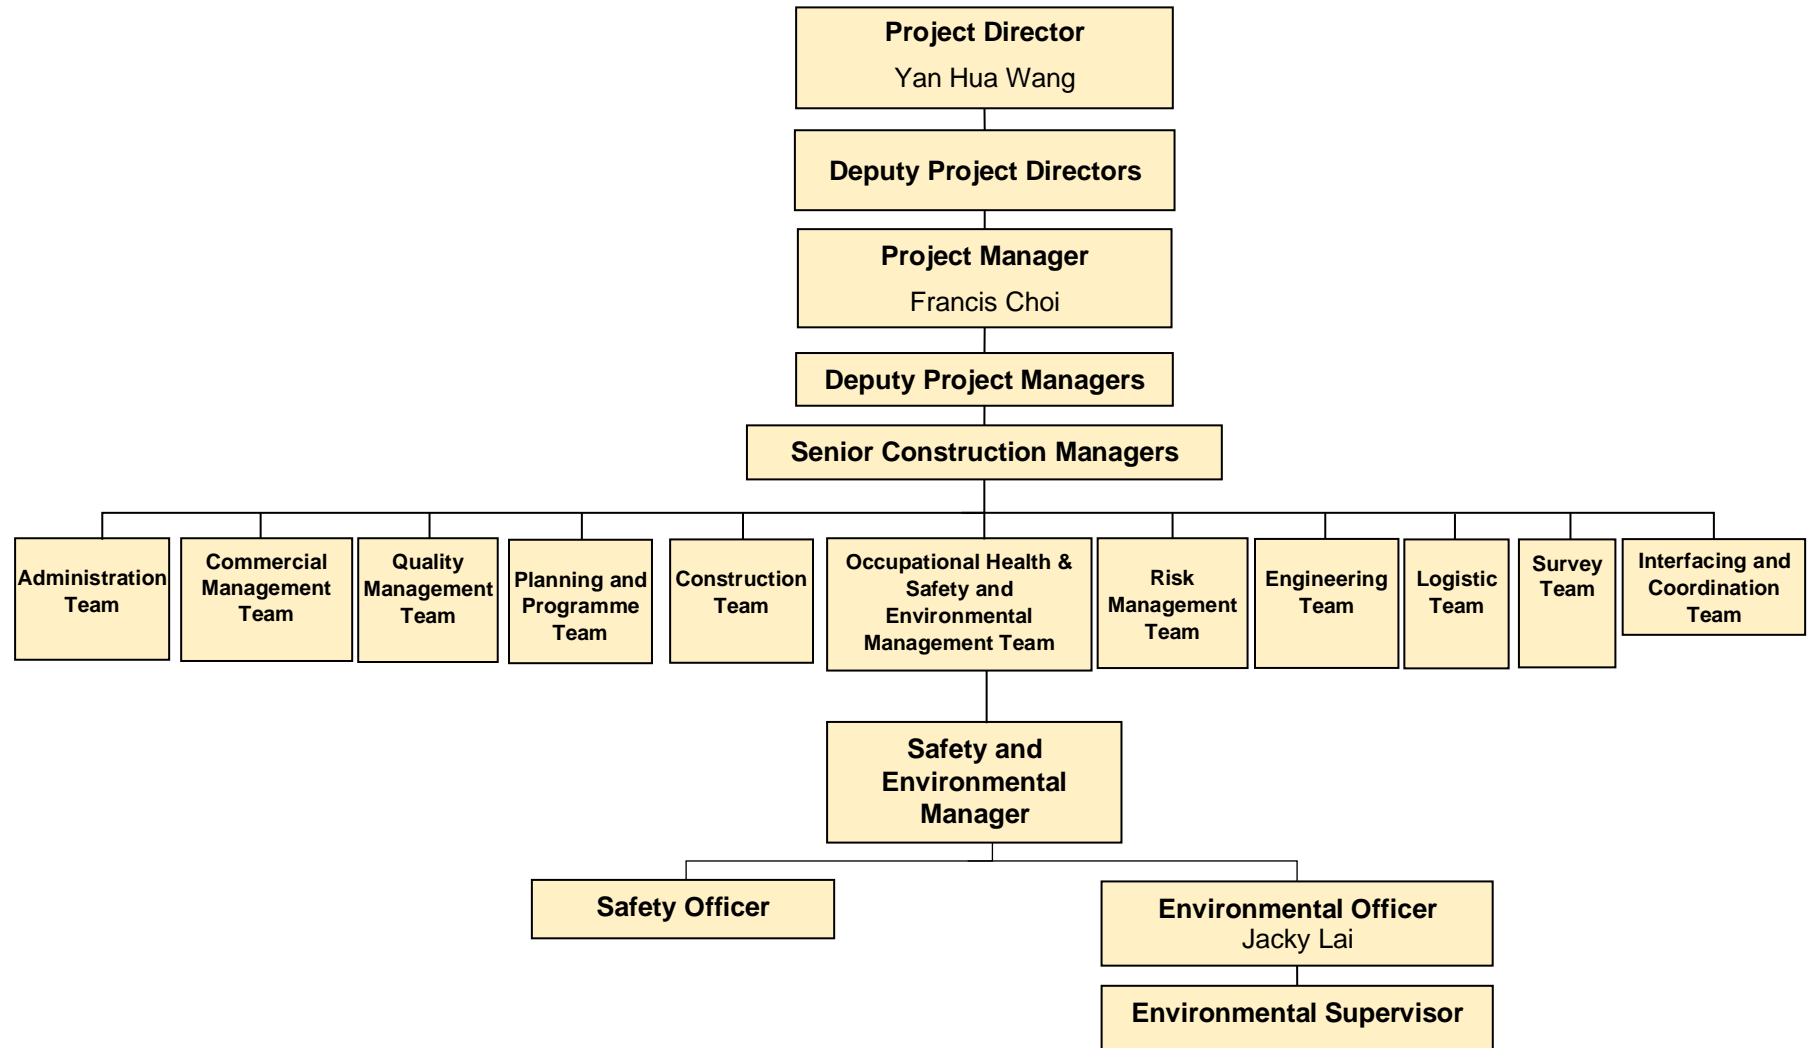 Project Director
Yan Hua Wang
Deputy Project Directors
Project Manager
Francis Choi
Deputy Project Managers
Senior Construction Managers
Administration
Team
Commercial
Management
Team
Quality
Management
Team
Planning and
Programme
Team
Construction
Team
Occupational Health &
Safety and
Environmental
Management Team
Risk
Management
Team
Engineering
Team
Logistic
Team
Survey
Team
Interfacing and
Coordination
Team
Safety and
Environmental
Manager
Safety Officer
Environmental Officer
Jacky Lai
Environmental Supervisor